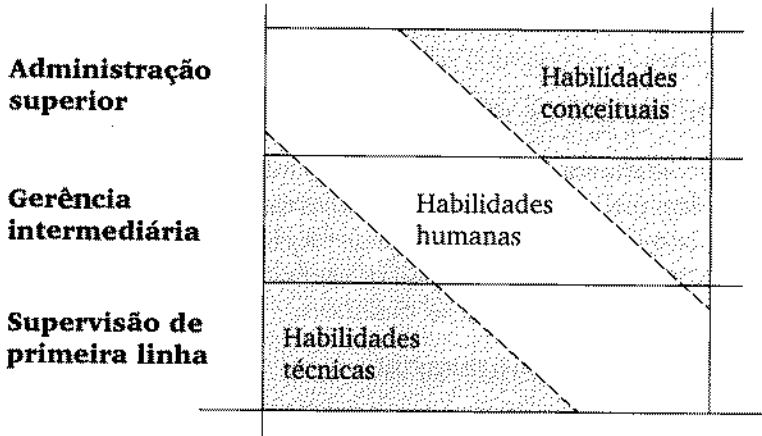 Administração
superior
Habilidades
conceituais
Gerência
intermediária
Habilidades
humanas
Supervisão de
primeira linha
Habilidades
técnicas